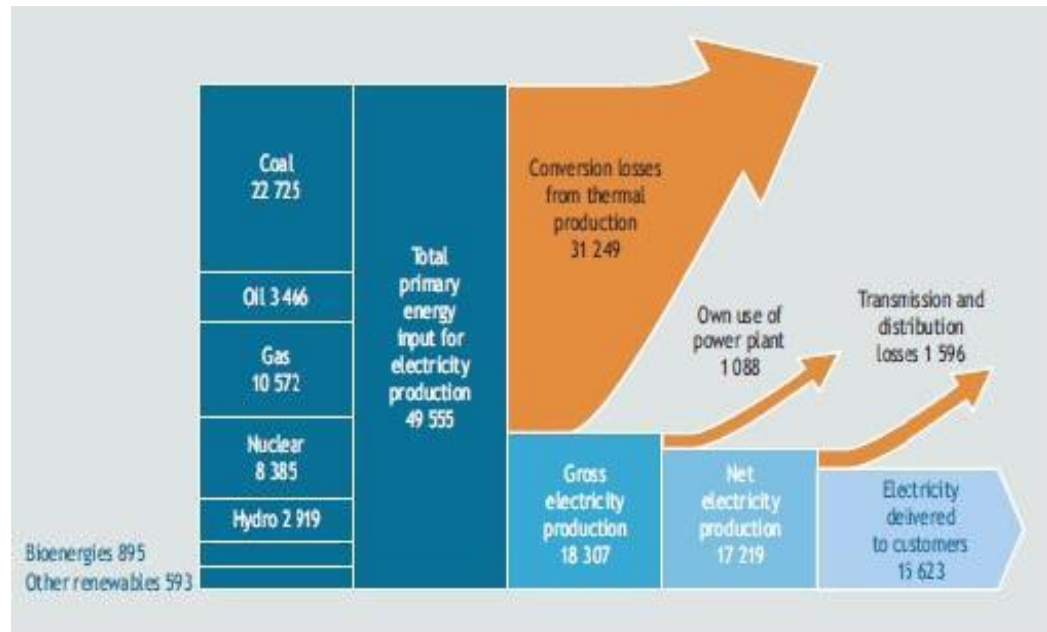 Coal
22 725
Oil 3 466
Gas
10 572
Nuclear
8 385
Hydro 2 919
Bioenergies 895
Other renewables 593
Total
primary
energy
input for
electricity
production
49 555
Conversion losses
from thermal
production
31 249
Own use of
power plant
1 088
Transmission and
distribution
losses 1 596
Gross
electricity
production
18 307
Net
electricity
production
17 219
Electricity
delivered
to customers
15 623